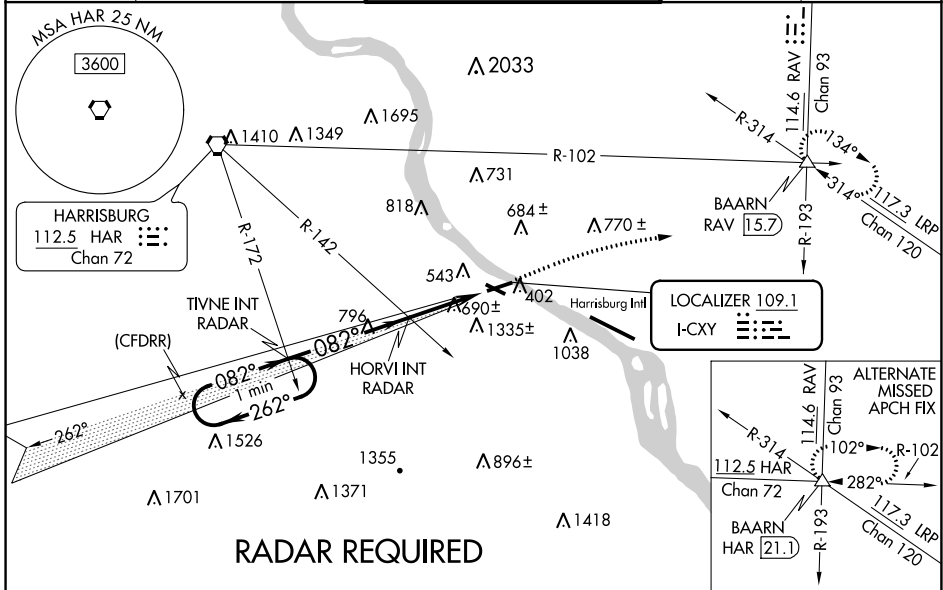 MSA HAR 25 NM
3600
2033
1695
1410
1349
R-102
731
818
684 ±
770 ±
HARRISBURG
112.5 HAR
Chan 72
R-172
R-142
543
402
Harrisburg Intl
TIVNE INT
RADAR
(CFDRR)
796
690±
1335±
1038
HORVI INT
RADAR
082°
082°
1 min
262°
262°
LOCALIZER 109.1
I-CXY
114.6 RAV
Chan 93
R-314
134°
314°
BAARN
RAV 15.7
R-193
117.3 LRP
Chan 120
1526
1355
896±
1701
1371
1418
RADAR REQUIRED
ALTERNATE
MISSED
APCH FIX
114.6 RAV
Chan 93
R-314
102°
R-102
112.5 HAR
Chan 72
282°
BAARN
HAR 21.1
R-193
117.3 LRP
Chan 120